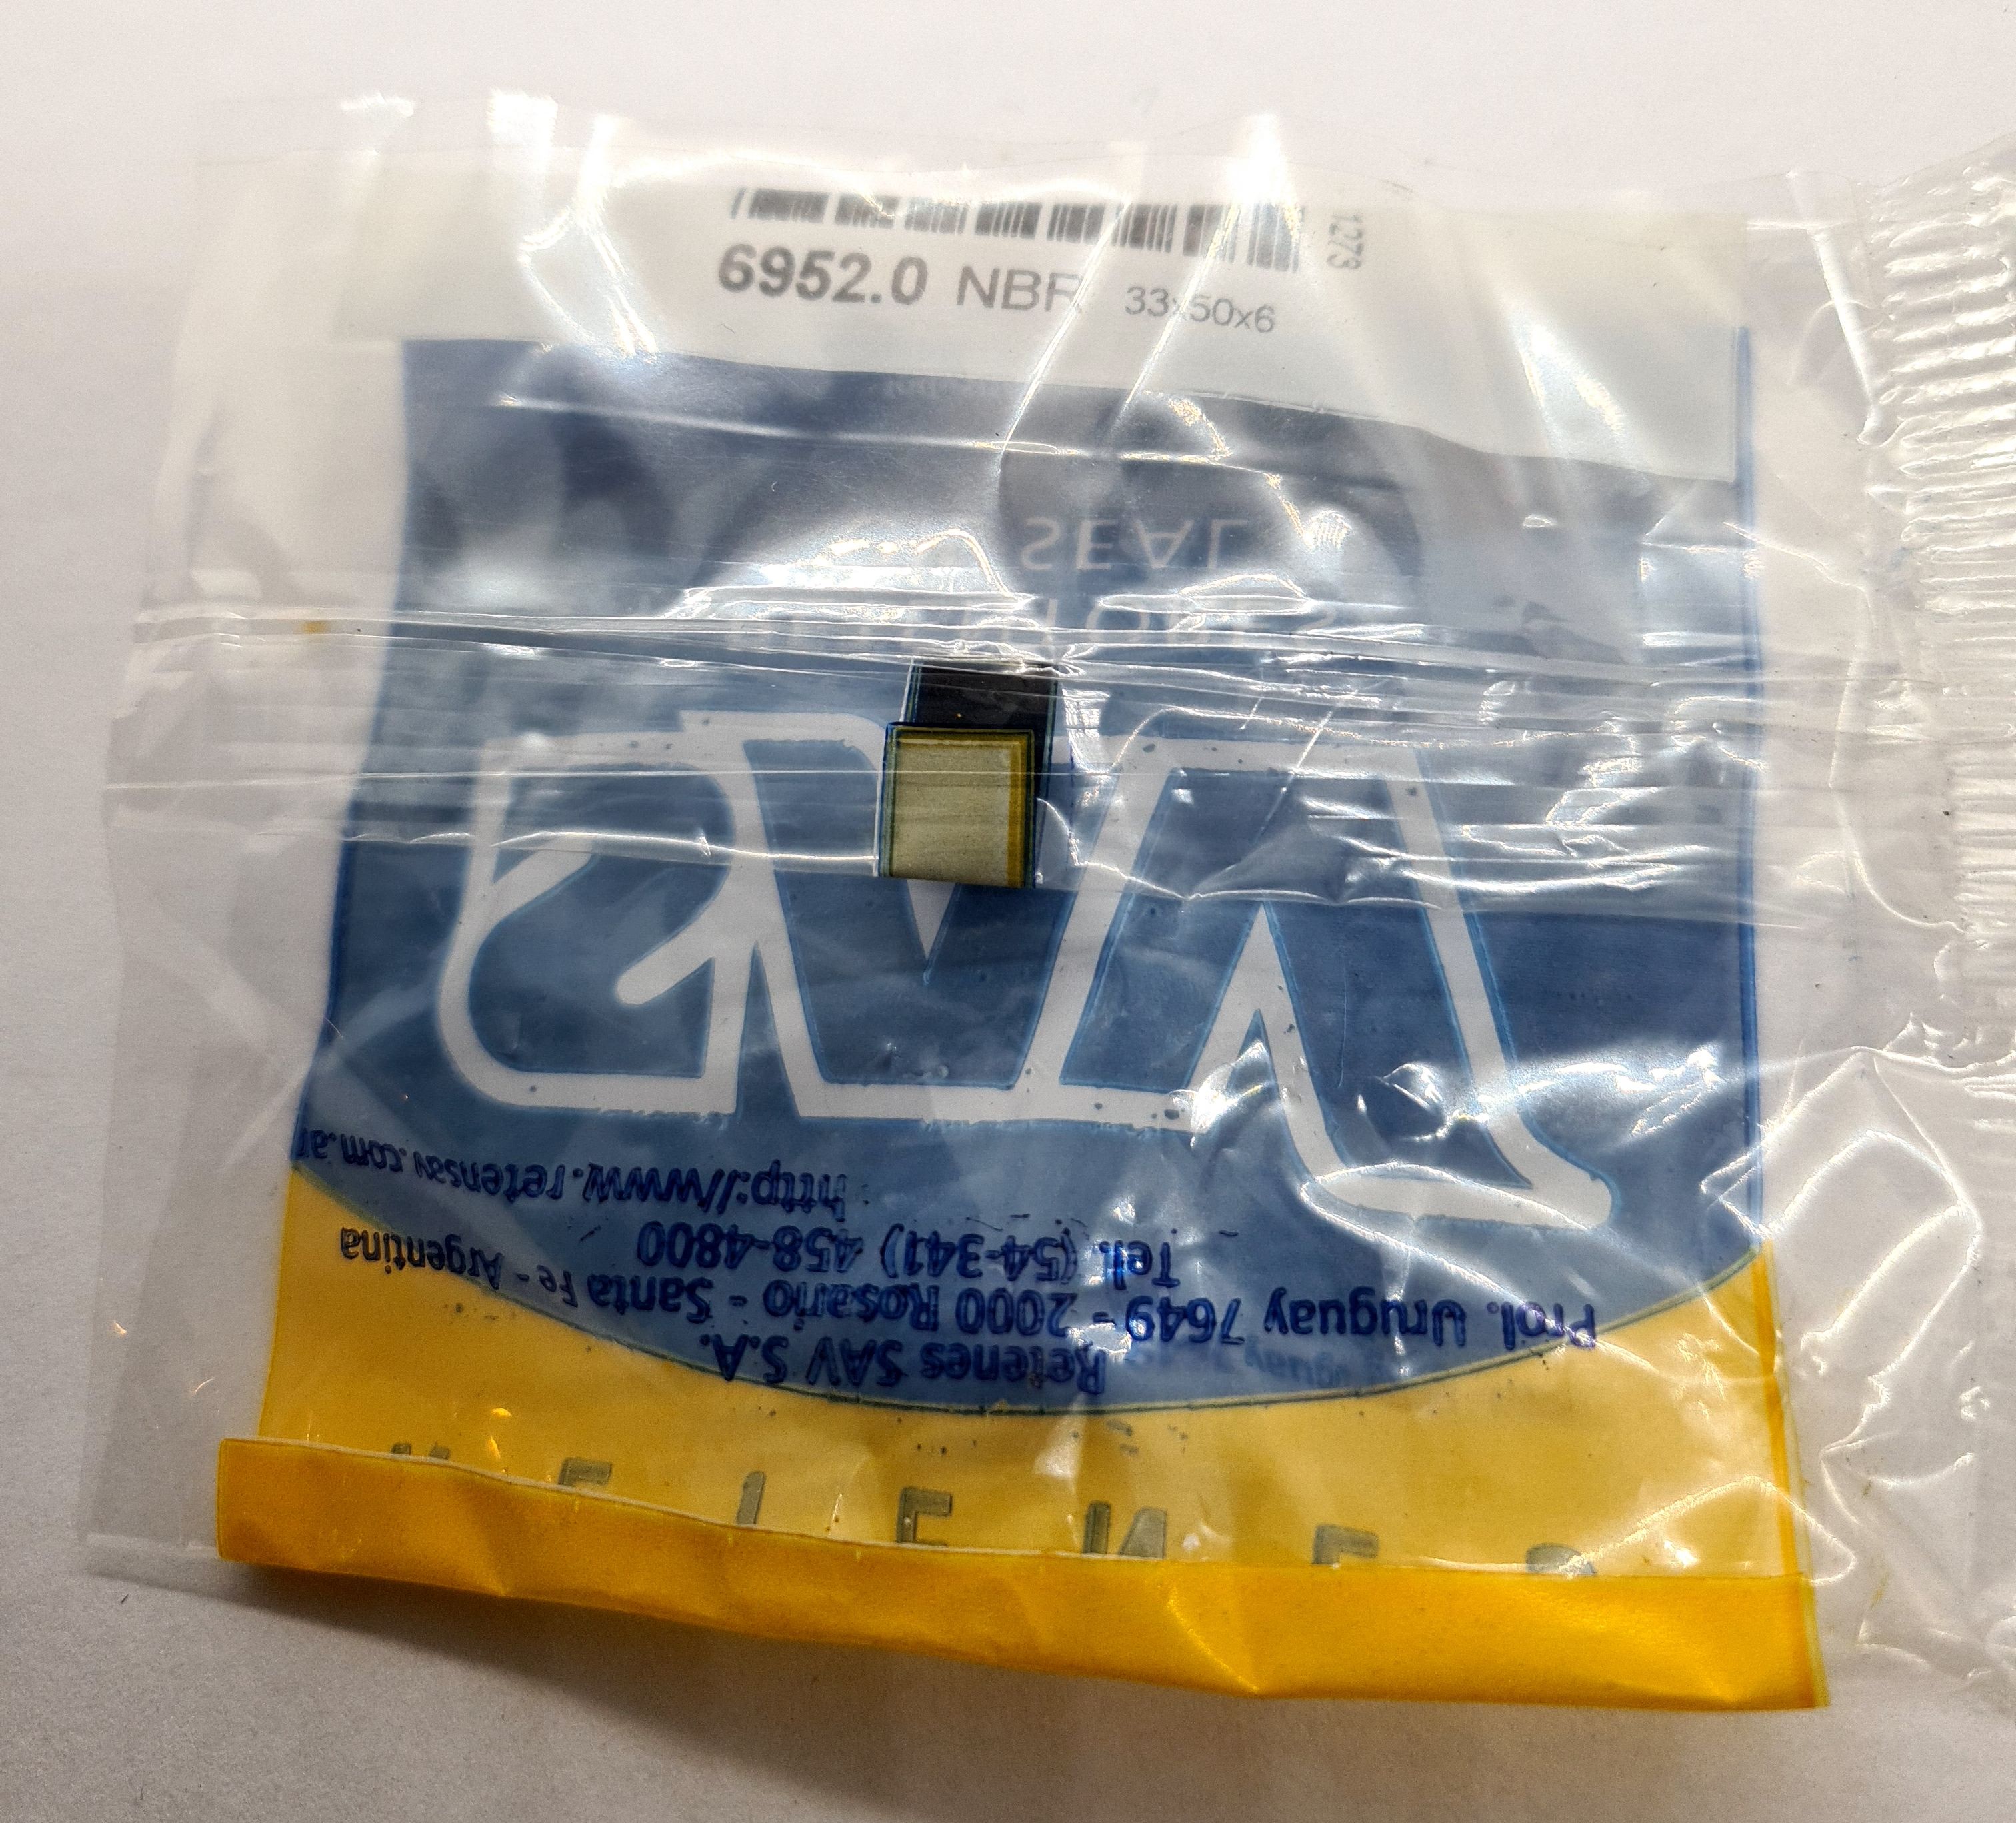 1273
6952.0 NBR 33x50x6
SEAL
SAV
http://www.retensav.com.ar
Tel. (54-341) 458-4800
Prol. Uruguay 7649 - 2000 Rosario - Santa Fe - Argentina
Retenes SAV S.A.
RETENES